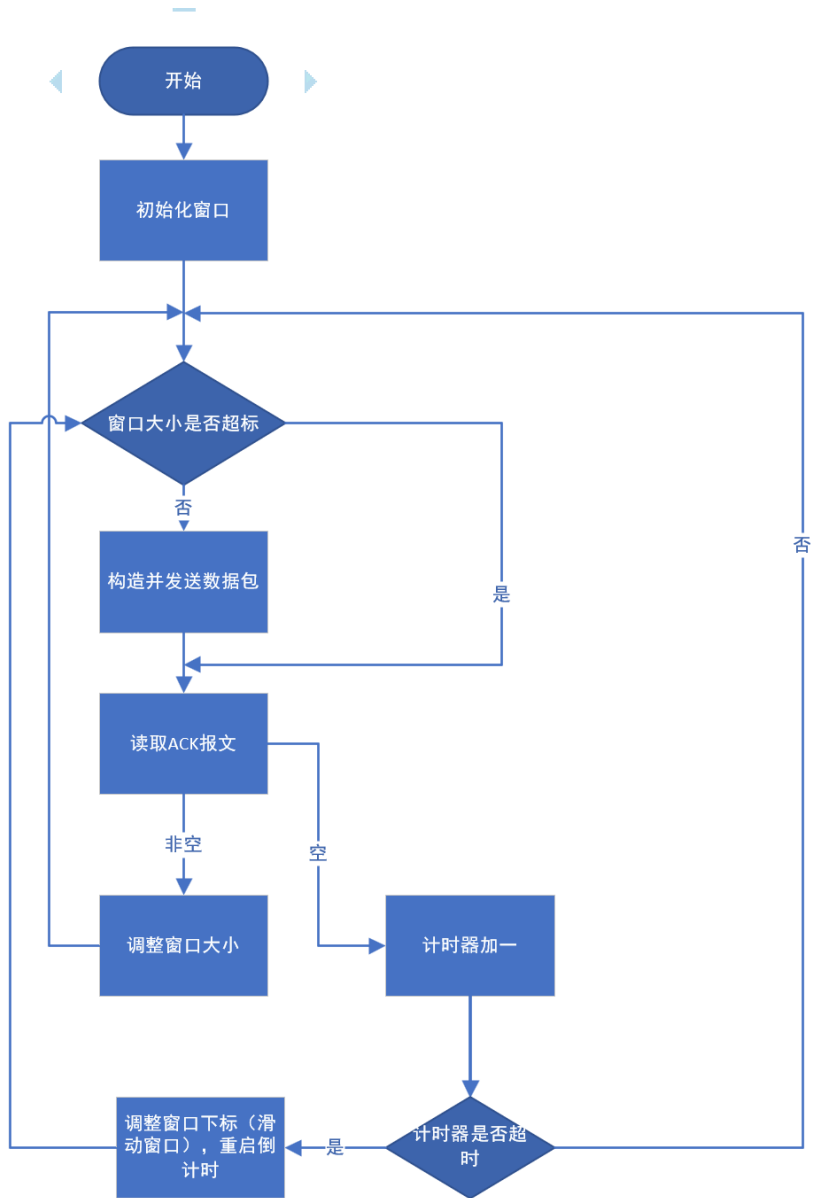 开始
初始化窗口
窗口大小是否超标
否
构造并发送数据包
否
是
读取ACK报文
非空
空
调整窗口大小
计时器加一
调整窗口下标（滑
动窗口），重启倒
计时
是
计时器是否超
时